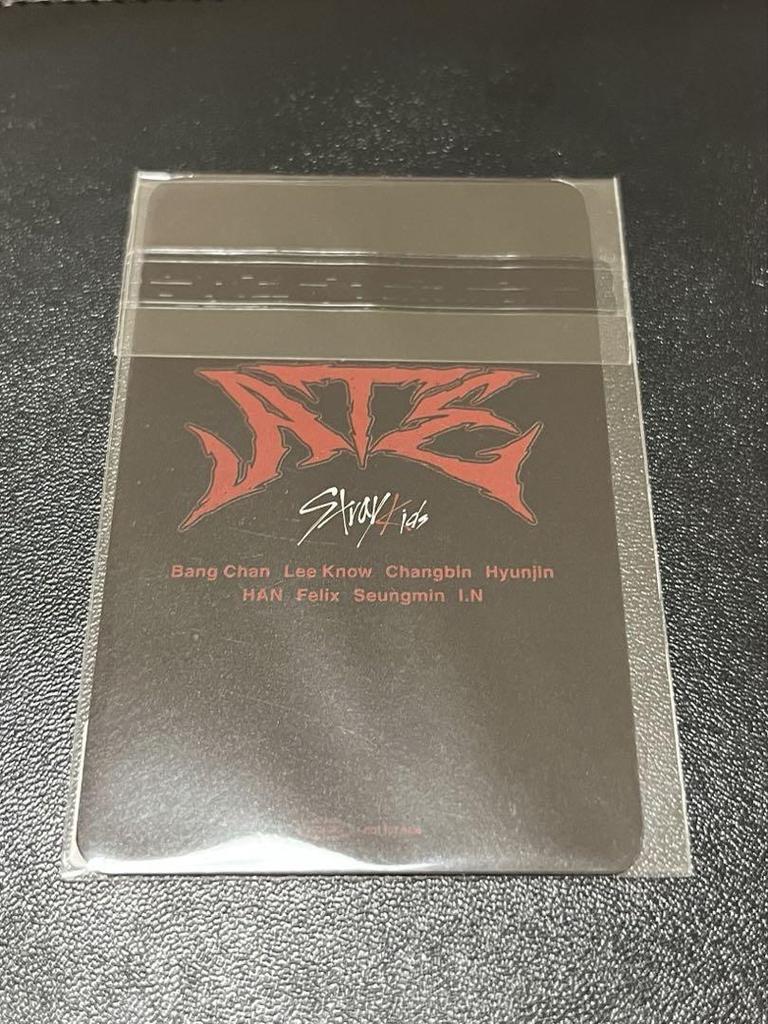 ATE
Stray Kids
Bang Chan Lee Know Changbin Hyunjin
HAN Felix Seungmin I.N